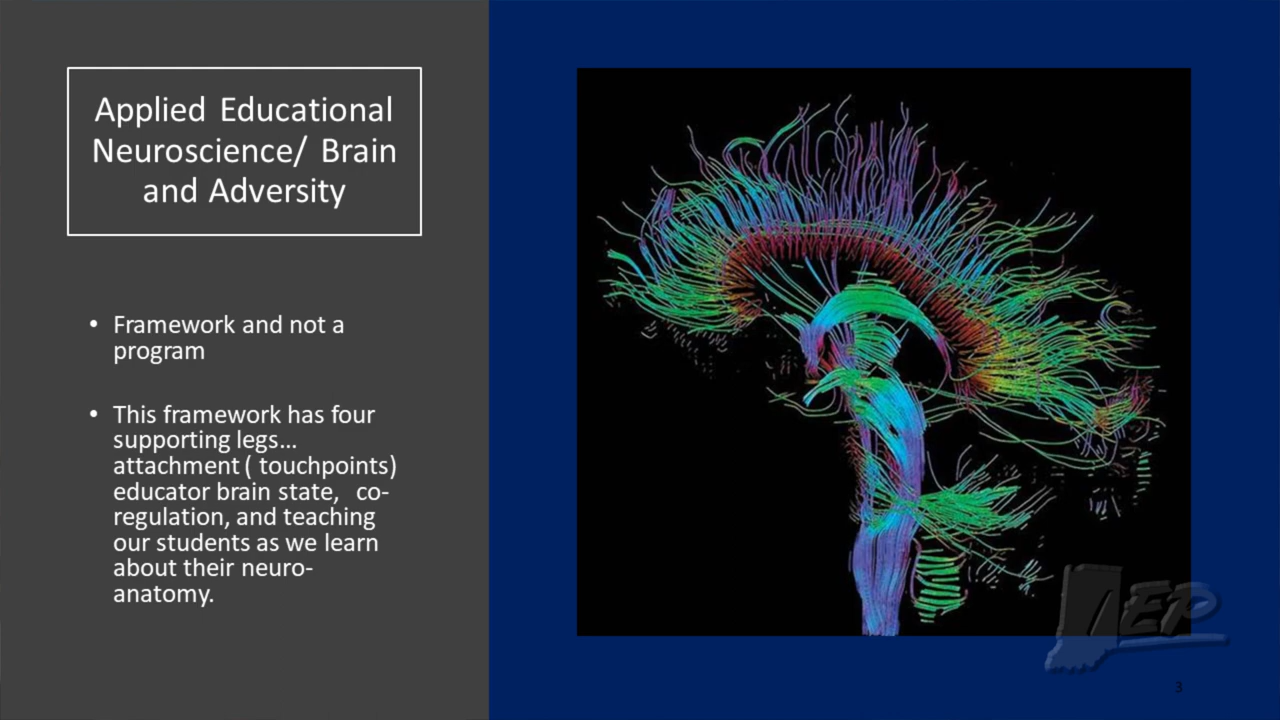 Applied Educational
Neuroscience/ Brain
and Adversity
• Framework and not a
program
• This framework has four
supporting legs…
attachment ( touchpoints)
educator brain state, co-
regulation, and teaching
our students as we learn
about their neuro-
anatomy.
IEP
3